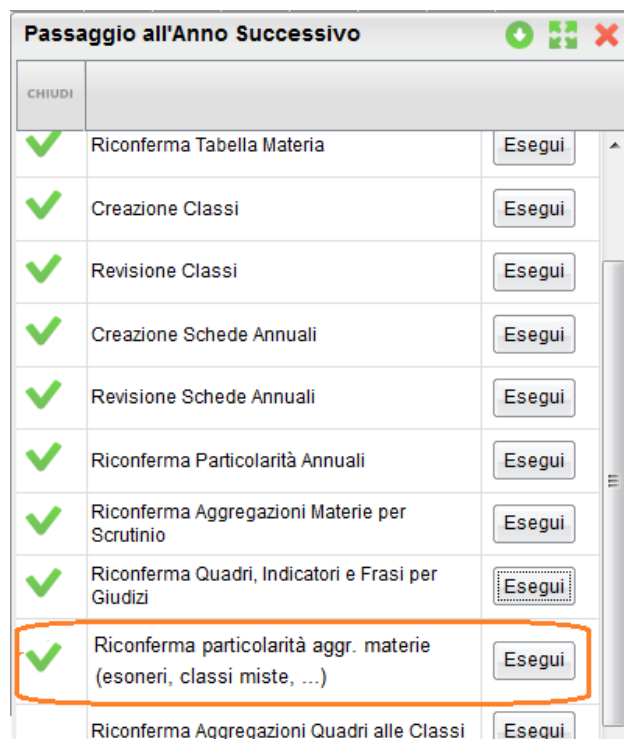 Passaggio all'Anno Successivo
CHIUDI
Riconferma Tabella Materia Esegui
Creazione Classi Esegui
Revisione Classi Esegui
Creazione Schede Annuali Esegui
Revisione Schede Annuali Esegui
Riconferma Particolarità Annuali Esegui
Riconferma Aggregazioni Materie per
Scrutinio Esegui
Riconferma Quadri, Indicatori e Frasi per
Giudizi Esegui
Riconferma particolarità aggr. materie
(esoneri, classi miste, ...) Esegui
Riconferma Aggregazioni Quadri alle Classi Esegui